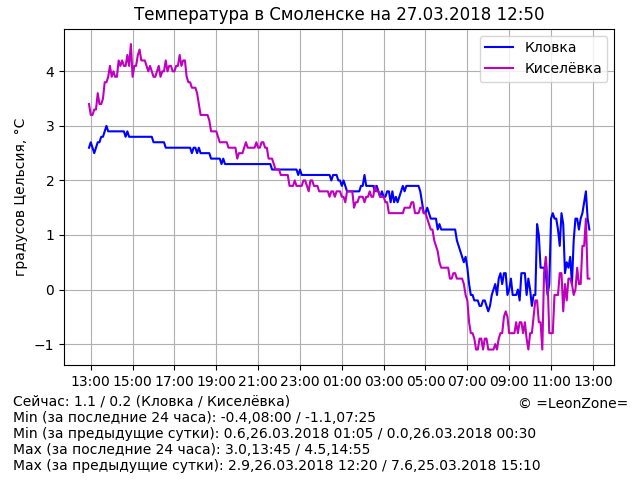 Температура в Смоленске на 27.03.2018 12:50
Кловка
Киселёвка
градусов Цельсия, °C
4
3
2
1
0
−1
13:00 15:00 17:00 19:00 21:00 23:00 01:00 03:00 05:00 07:00 09:00 11:00 13:00
Сейчас: 1.1 / 0.2 (Кловка / Киселёвка)
© =LeonZone=
Min (за последние 24 часа): -0.4,08:00 / -1.1,07:25
Min (за предыдущие сутки): 0.6,26.03.2018 01:05 / 0.0,26.03.2018 00:30
Max (за последние 24 часа): 3.0,13:45 / 4.5,14:55
Max (за предыдущие сутки): 2.9,26.03.2018 12:20 / 7.6,25.03.2018 15:10